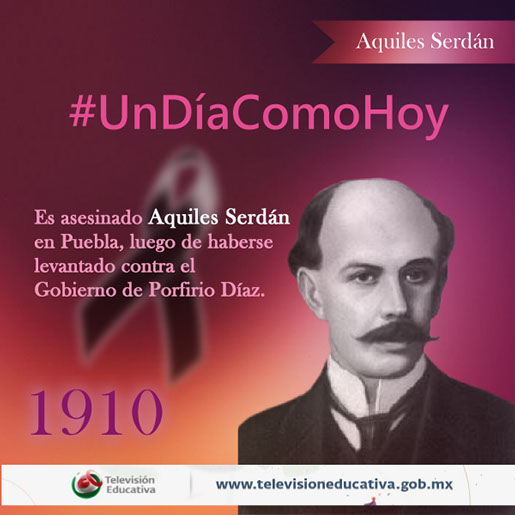 Aquiles Serdán
#UnDíaComoHoy
Es asesinado Aquiles Serdán
en Puebla, luego de haberse
levantado contra el
Gobierno de Porfirio Díaz.
1910
Televisión
Educativa
www.televisioneducativa.gob.mx